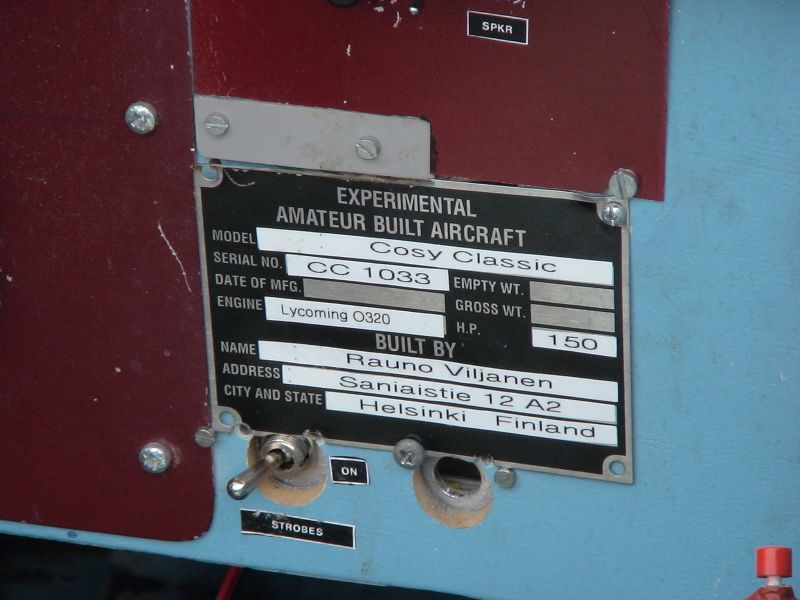 SPKR
EXPERIMENTAL
AMATEUR BUILT AIRCRAFT
MODEL Cosy Classic
SERIAL NO. CC 1033 EMPTY WT.
DATE OF MFG. GROSS WT.
ENGINE Lycoming O320 H.P. 150
BUILT BY
NAME Rauno Viljanen
ADDRESS Saniaistie 12 A2
CITY AND STATE Helsinki Finland
ON
STROBES